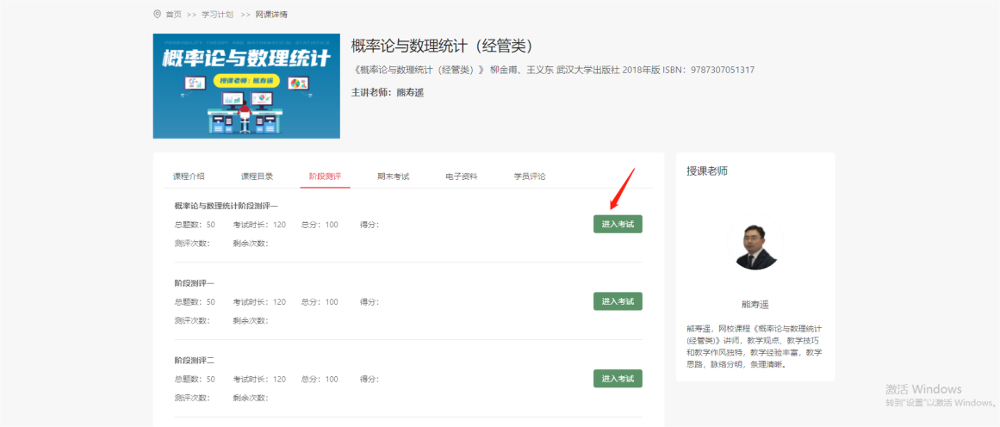 首页 >> 学习计划 >> 网课详情
PROBABILITY THEORY AND MATHEMATICAL STATISTICS
概率论与数理统计
授课老师：熊寿遥
概率论与数理统计（经管类）
《概率论与数理统计（经管类）》 柳金甫、王义东 武汉大学出版社 2018年版 ISBN：9787307051317
主讲老师：熊寿遥
课程介绍 课程目录 阶段测评 期末考试 电子资料 学员评论
概率论与数理统计阶段测评一
总题数：50 考试时长：120 总分：100 得分：
进入考试
测评次数： 剩余次数：
阶段测评一
总题数：50 考试时长：120 总分：100 得分：
进入考试
测评次数： 剩余次数：
阶段测评二
总题数：50 考试时长：120 总分：100 得分：
进入考试
测评次数： 剩余次数：
授课老师
熊寿遥
熊寿遥，网校课程《概率论与数理统计
(经管类)》讲师，教学观点、教学技巧
和教学作风独特，教学经验丰富，教学
思路，脉络分明，条理清晰。
激活 Windows
转到"设置"以激活 Windows。